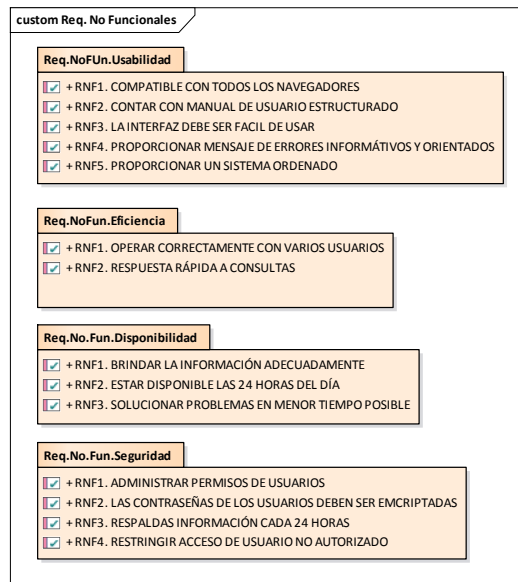 custom Req. No Funcionales
Req.NoFUn.Usabilidad
+ RNF1. COMPATIBLE CON TODOS LOS NAVEGADORES
+ RNF2. CONTAR CON MANUAL DE USUARIO ESTRUCTURADO
+ RNF3. LA INTERFAZ DEBE SER FACIL DE USAR
+ RNF4. PROPORCIONAR MENSAJE DE ERRORES INFORMÁTIVOS Y ORIENTADOS
+ RNF5. PROPORCIONAR UN SISTEMA ORDENADO
Req.NoFun.Eficiencia
+ RNF1. OPERAR CORRECTAMENTE CON VARIOS USUARIOS
+ RNF2. RESPUESTA RÁPIDA A CONSULTAS
Req.No.Fun.Disponibilidad
+ RNF1. BRINDAR LA INFORMACIÓN ADECUADAMENTE
+ RNF2. ESTAR DISPONIBLE LAS 24 HORAS DEL DÍA
+ RNF3. SOLUCIONAR PROBLEMAS EN MENOR TIEMPO POSIBLE
Req.No.Fun.Seguridad
+ RNF1. ADMINISTRAR PERMISOS DE USUARIOS
+ RNF2. LAS CONTRASEÑAS DE LOS USUARIOS DEBEN SER EMCRIPTADAS
+ RNF3. RESPALDAS INFORMACIÓN CADA 24 HORAS
+ RNF4. RESTRINGIR ACCESO DE USUARIO NO AUTORIZADO